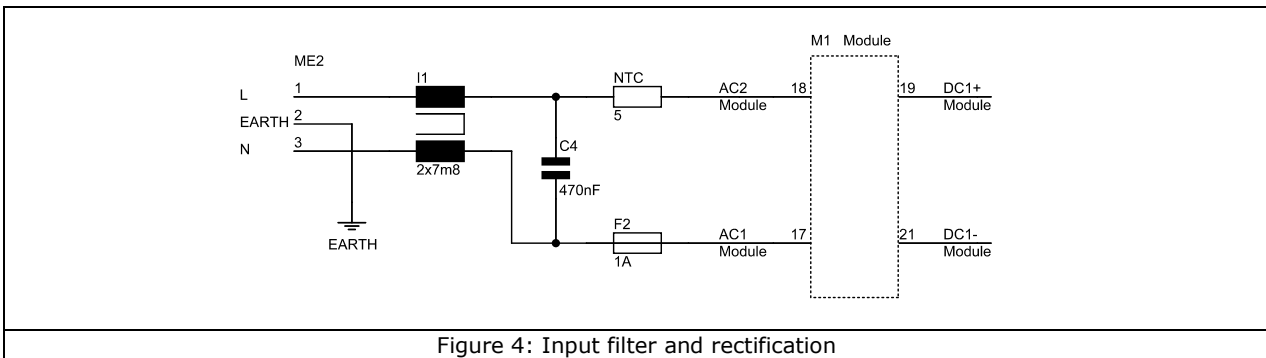 M1 Module
ME2
L 1 I1 NTC AC2 18 19 DC1+
5 Module Module
EARTH 2
N 3 C4
2x7m8
470nF
F2 AC1 17 21 DC1-
1A Module Module
EARTH
Figure 4: Input filter and rectification